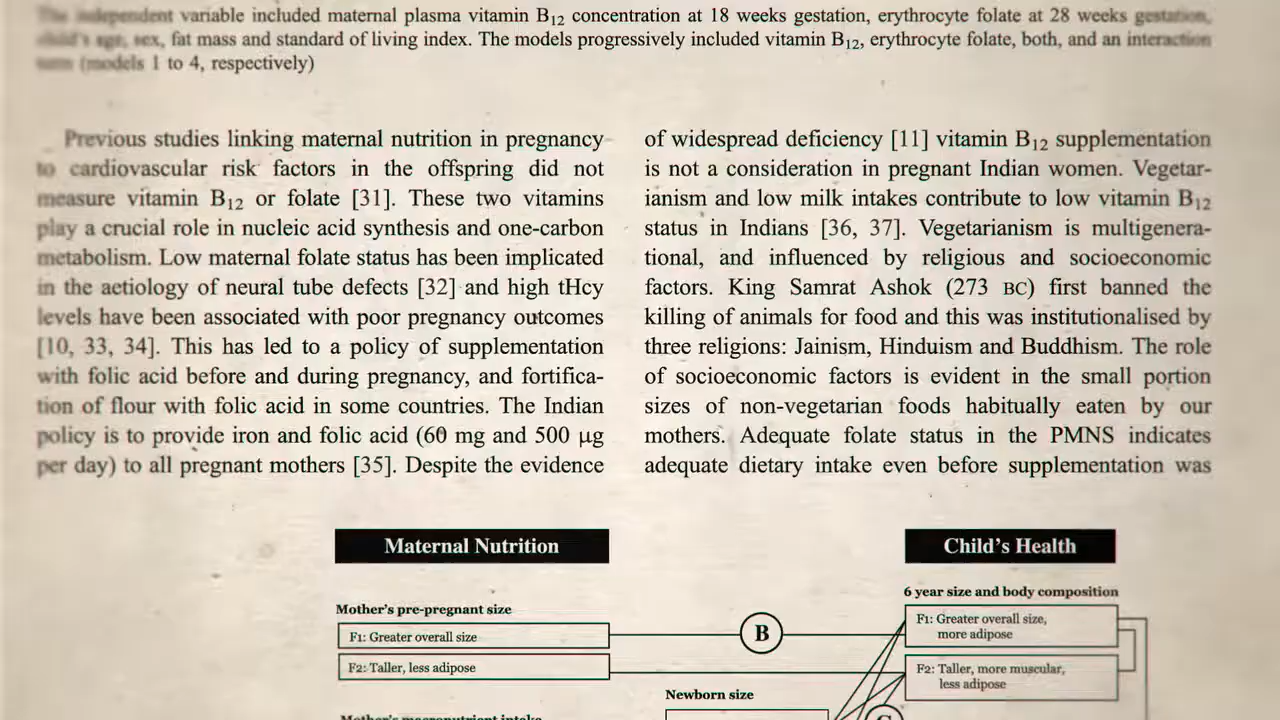 The independent variable included maternal plasma vitamin B12 concentration at 18 weeks gestation, erythrocyte folate at 28 weeks gestation,
child's age, sex, fat mass and standard of living index. The models progressively included vitamin B12, erythrocyte folate, both, and an interaction
term (models 1 to 4, respectively)
Previous studies linking maternal nutrition in pregnancy
to cardiovascular risk factors in the offspring did not
measure vitamin B12 or folate [31]. These two vitamins
play a crucial role in nucleic acid synthesis and one-carbon
metabolism. Low maternal folate status has been implicated
in the aetiology of neural tube defects [32] and high tHcy
levels have been associated with poor pregnancy outcomes
[10, 33, 34]. This has led to a policy of supplementation
with folic acid before and during pregnancy, and fortifica-
tion of flour with folic acid in some countries. The Indian
policy is to provide iron and folic acid (60 mg and 500 μg
per day) to all pregnant mothers [35]. Despite the evidence
of widespread deficiency [11] vitamin B12 supplementation
is not a consideration in pregnant Indian women. Vegetar-
ianism and low milk intakes contribute to low vitamin B12
status in Indians [36, 37]. Vegetarianism is multigenera-
tional, and influenced by religious and socioeconomic
factors. King Samrat Ashok (273 BC) first banned the
killing of animals for food and this was institutionalised by
three religions: Jainism, Hinduism and Buddhism. The role
of socioeconomic factors is evident in the small portion
sizes of non-vegetarian foods habitually eaten by our
mothers. Adequate folate status in the PMNS indicates
adequate dietary intake even before supplementation was
Maternal Nutrition
Child's Health
Mother's pre-pregnant size
F1: Greater overall size
F2: Taller, less adipose
Mother's macronutrient intake
B
Newborn size
C
6 year size and body composition
F1: Greater overall size,
more adipose
F2: Taller, more muscular,
less adipose